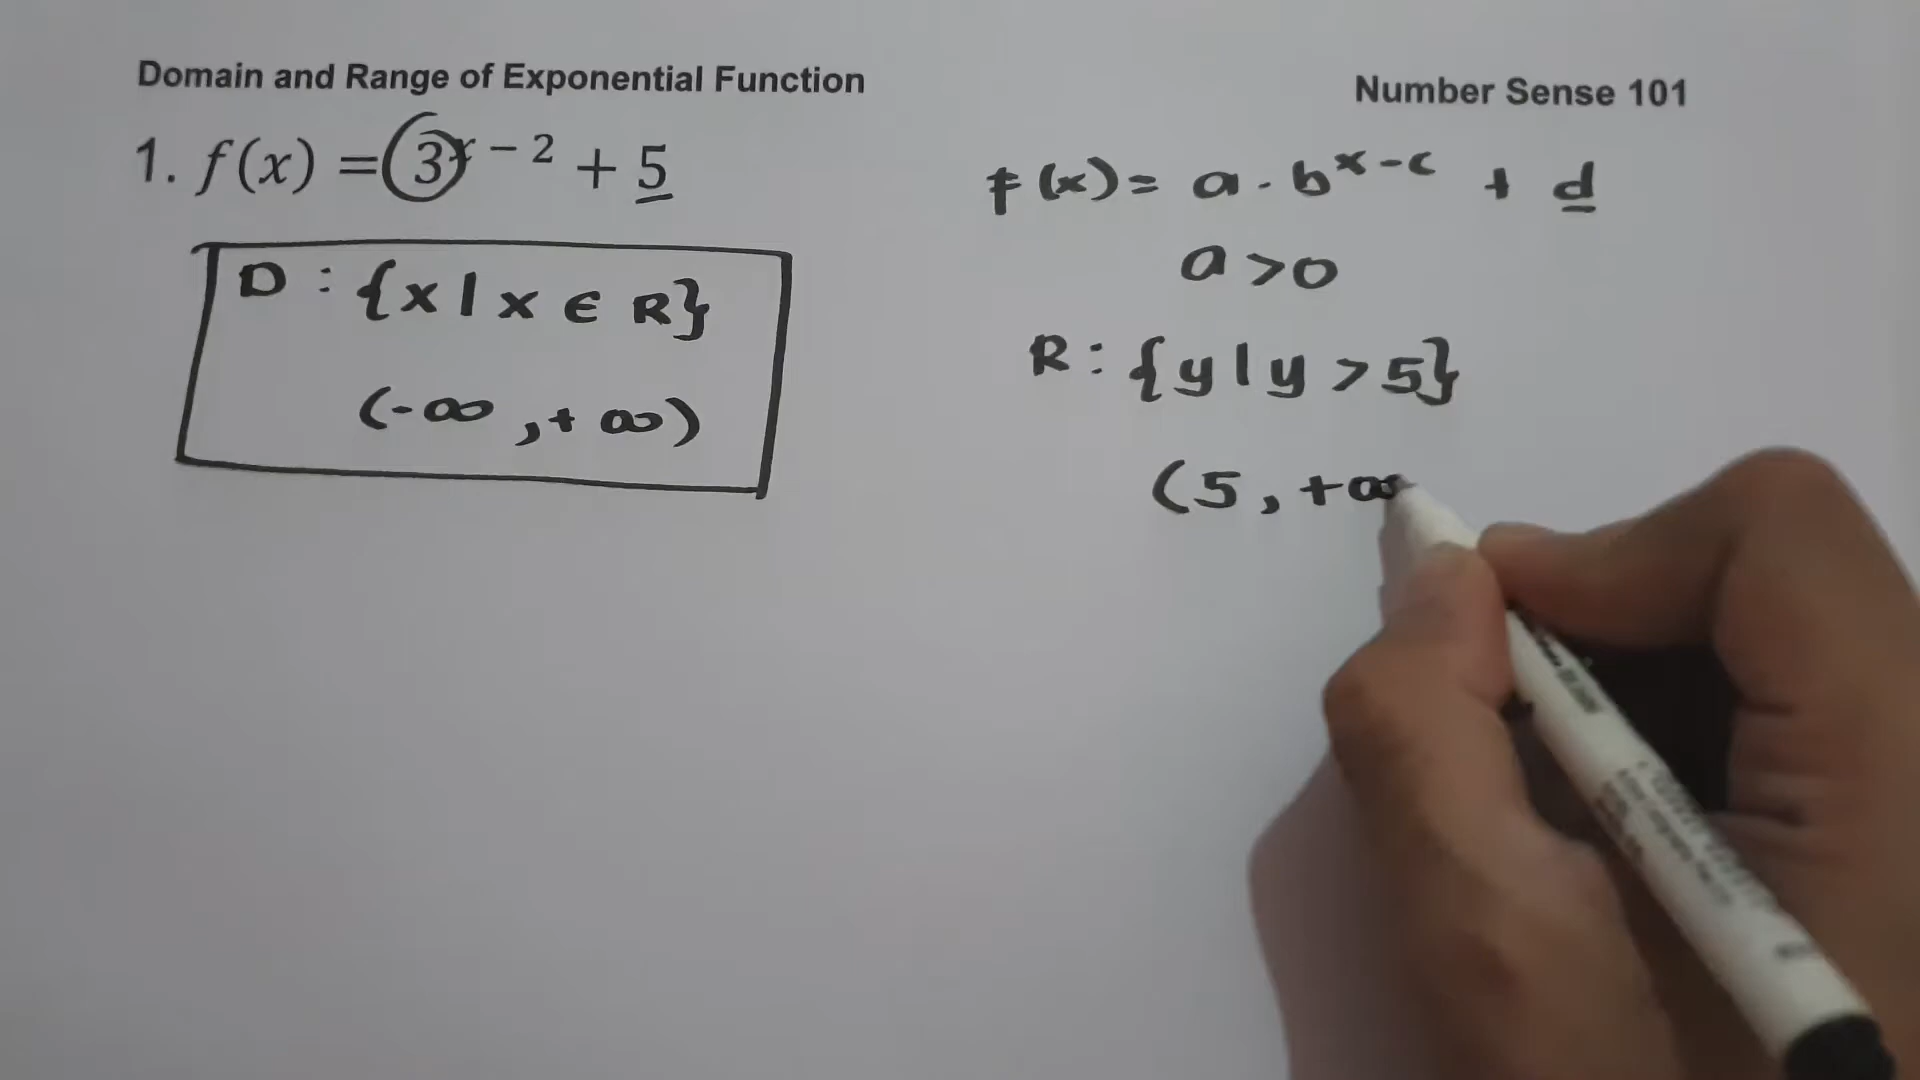 Domain and Range of Exponential Function
Number Sense 101
1. f(x) = 3^{x − 2} + 5
D : {x | x ∈ R}
(-∞, +∞)
f(x) = a · b^{x-c} + d
a > 0
R : {y | y > 5}
(5, +∞